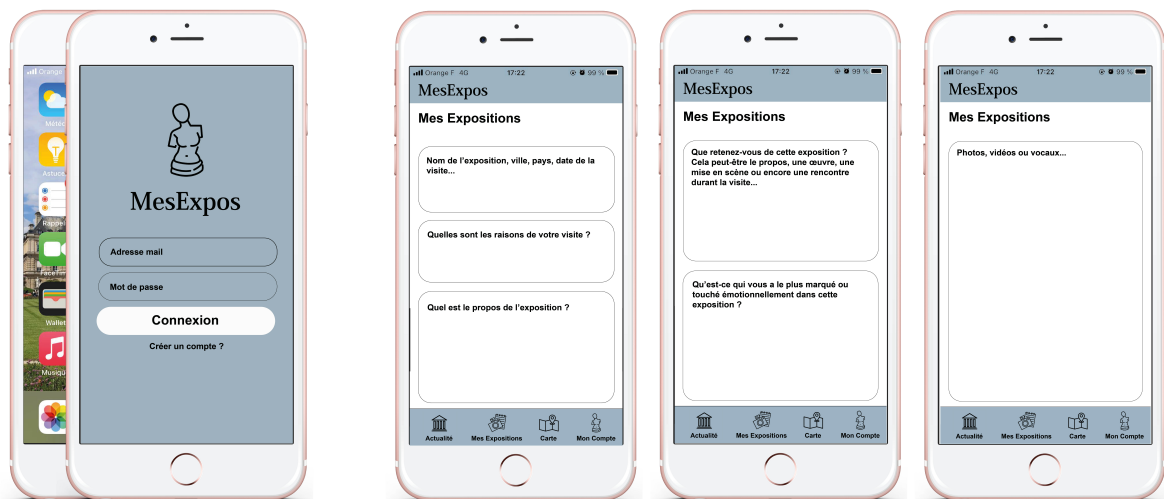 Orange
Météo
Astuces
Rappels
FaceTime
Wallet
Musique
MesExpos
Adresse mail
Mot de passe
Connexion
Créer un compte ?
Orange F 4G 17:22 99 %
MesExpos
Mes Expositions
Nom de l'exposition, ville, pays, date de la
visite...
Quelles sont les raisons de votre visite ?
Quel est le propos de l'exposition ?
Actualité Mes Expositions Carte Mon Compte
Orange F 4G 17:22 99 %
MesExpos
Mes Expositions
Que retenez-vous de cette exposition ?
Cela peut-être le propos, une œuvre, une
mise en scène ou encore une rencontre
durant la visite...
Qu'est-ce qui vous a le plus marqué ou
touché émotionnellement dans cette
exposition ?
Actualité Mes Expositions Carte Mon Compte
Orange F 4G 17:22 99 %
MesExpos
Mes Expositions
Photos, vidéos ou vocaux...
Actualité Mes Expositions Carte Mon Compte